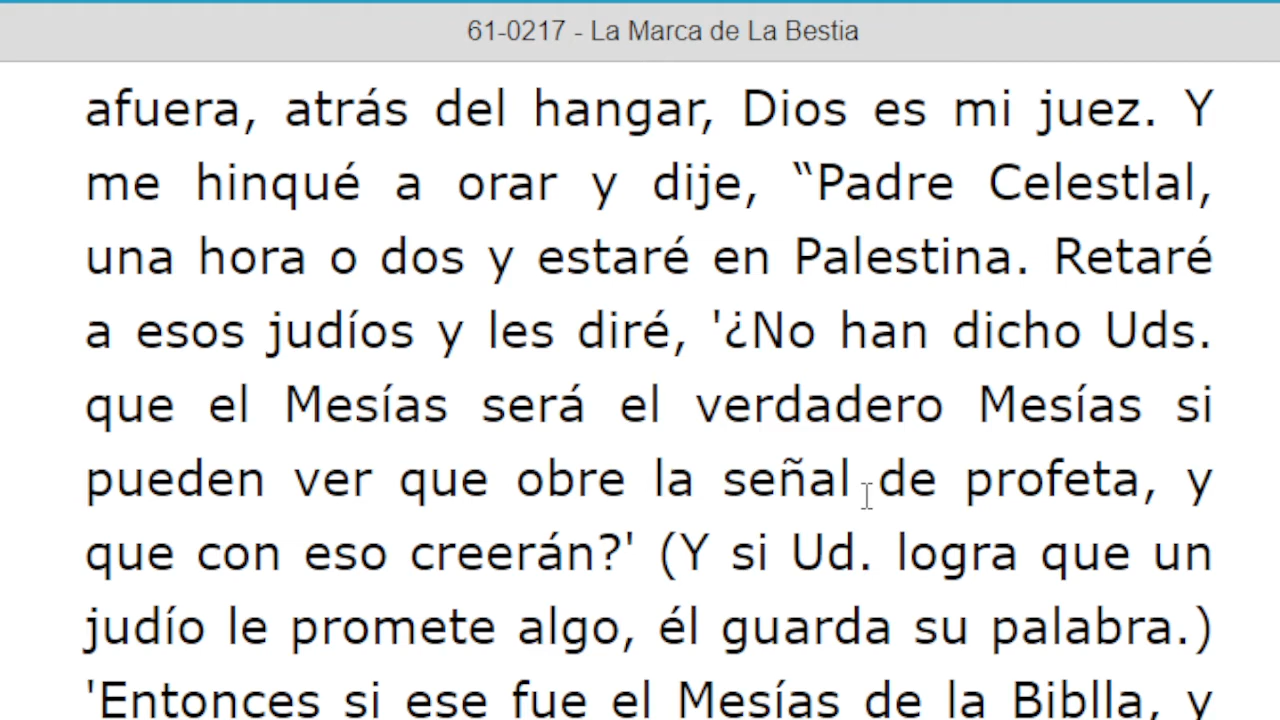 61-0217 - La Marca de La Bestia
afuera, atrás del hangar, Dios es mi juez. Y
me hinqué a orar y dije, “Padre Celestlal,
una hora o dos y estaré en Palestina. Retaré
a esos judíos y les diré, '¿No han dicho Uds.
que el Mesías será el verdadero Mesías si
pueden ver que obre la señal de profeta, y
que con eso creerán?' (Y si Ud. logra que un
judío le promete algo, él guarda su palabra.)
'Entonces si ese fue el Mesías de la Biblla, y